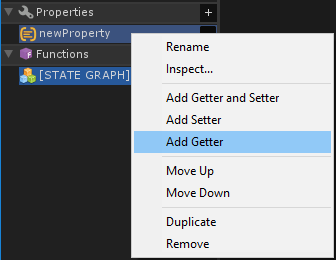 Properties +
newProperty
Functions
[STATE GRAPH]
Rename
Inspect...
Add Getter and Setter
Add Setter
Add Getter
Move Up
Move Down
Duplicate
Remove